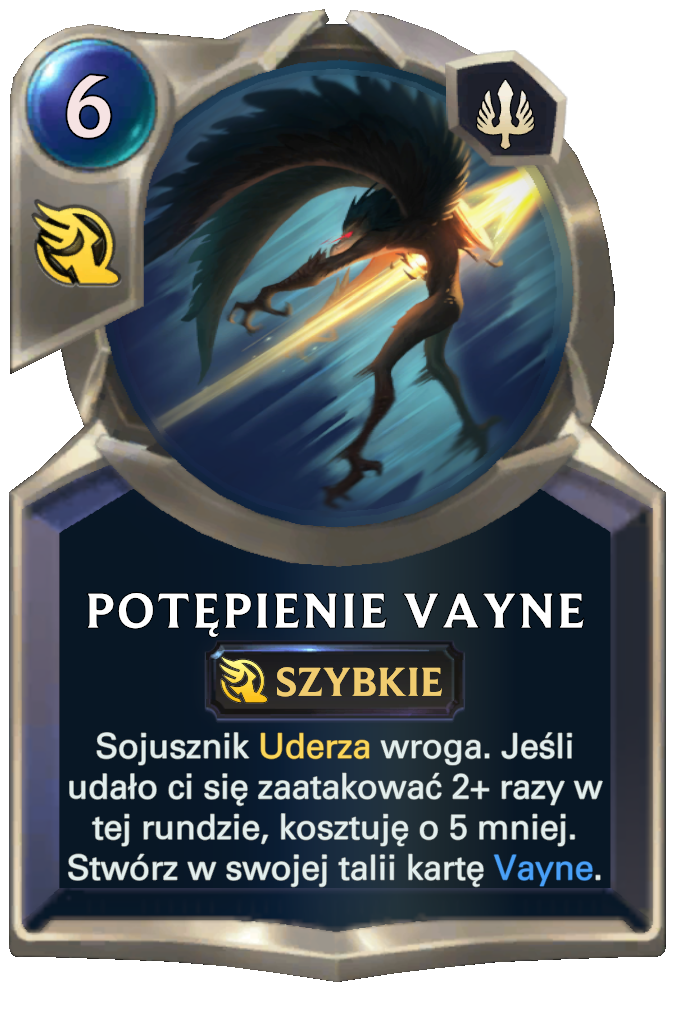 6
POTĘPIENIE VAYNE
SZYBKIE
Sojusznik Uderza wroga. Jeśli
udało ci się zaatakować 2+ razy w
tej rundzie, kosztuję o 5 mniej.
Stwórz w swojej talii kartę Vayne.